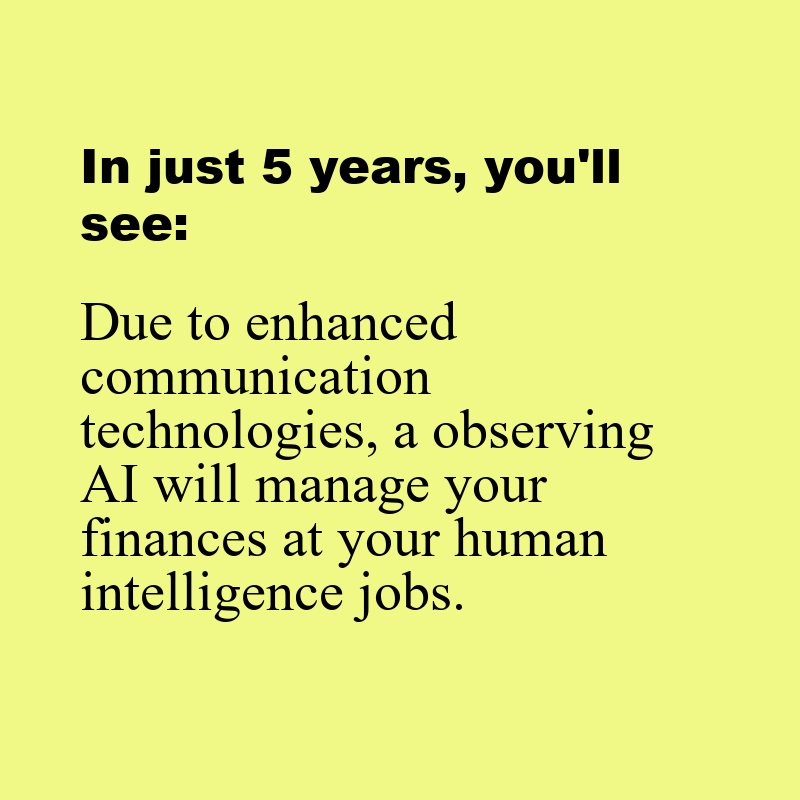 In just 5 years, you'll
see:
Due to enhanced
communication
technologies, a observing
AI will manage your
finances at your human
intelligence jobs.